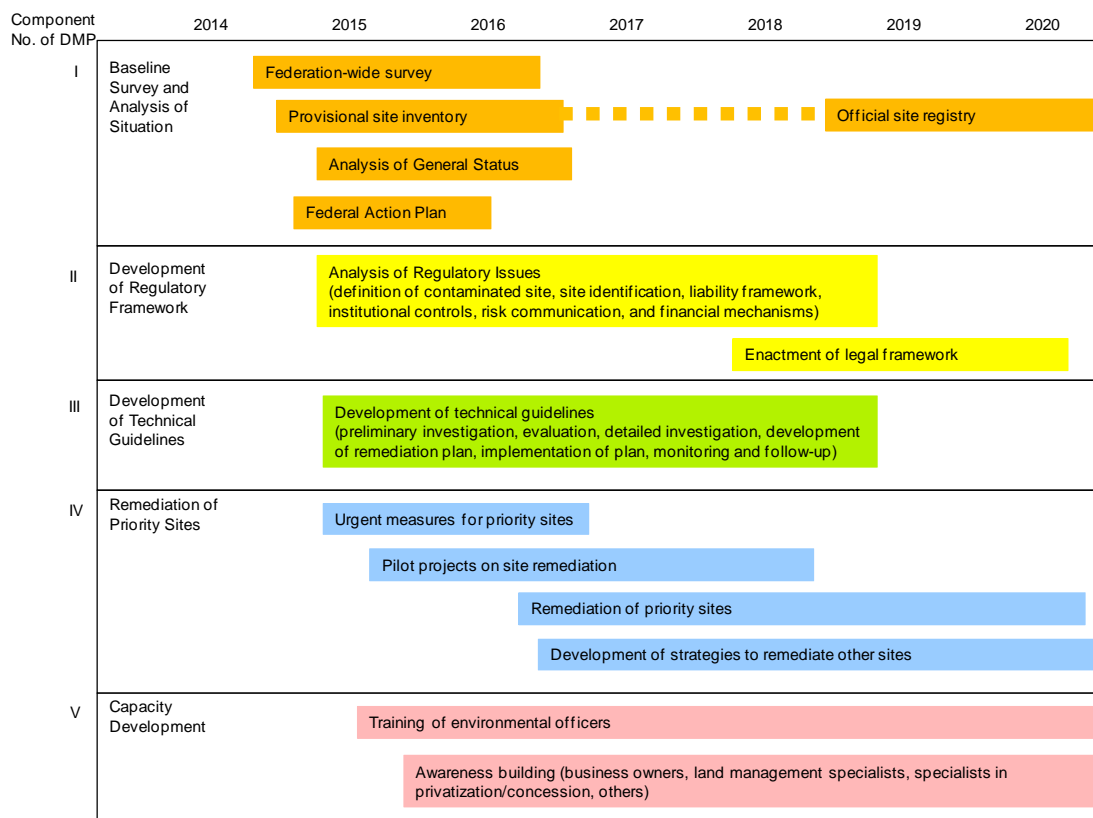 Component
No. of DMP
2014 2015 2016 2017 2018 2019 2020
I
Baseline
Survey and
Analysis of
Situation
Federation-wide survey
Provisional site inventory
Official site registry
Analysis of General Status
Federal Action Plan
II
Development
of Regulatory
Framework
Analysis of Regulatory Issues
(definition of contaminated site, site identification, liability framework,
institutional controls, risk communication, and financial mechanisms)
Enactment of legal framework
III
Development
of Technical
Guidelines
Development of technical guidelines
(preliminary investigation, evaluation, detailed investigation, development
of remediation plan, implementation of plan, monitoring and follow-up)
IV
Remediation of
Priority Sites
Urgent measures for priority sites
Pilot projects on site remediation
Remediation of priority sites
Development of strategies to remediate other sites
V
Capacity
Development
Training of environmental officers
Awareness building (business owners, land management specialists, specialists in
privatization/concession, others)